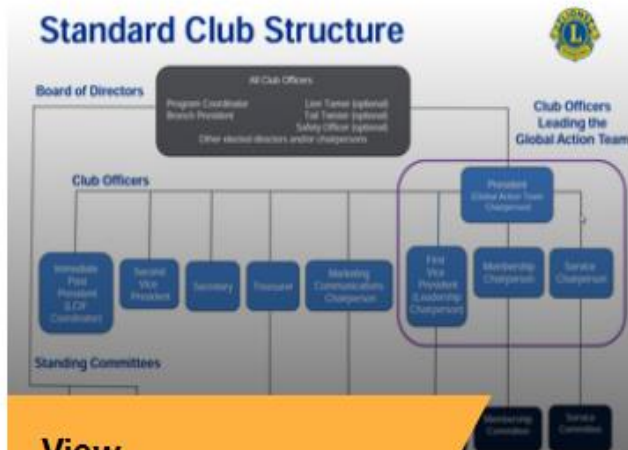 Standard Club Structure
L
Board of Directors
All Club Officers
Program Coordinator
Branch President
Lion Tamer (optional)
Tail Twister (optional)
Safety Officer (optional)
Other elected directors and/or chairpersons
Club Officers
Leading the
Global Action Team
Club Officers
President
(Global Action Team
Chairperson)
Immediate
Past
President
(LCIF
Coordinator)
Second
Vice
President
Secretary
Treasurer
Marketing
Communications
Chairperson
First
Vice
President
(Leadership
Chairperson)
Membership
Chairperson
Service
Chairperson
Standing Committees
Membership
Committee
Service
Committee
View